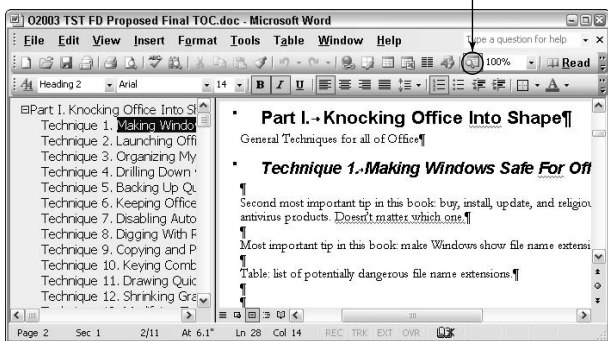 O2003 TST FD Proposed Final TOC.doc - Microsoft Word
File Edit View Insert Format Tools Table Window Help Type a question for help
100% Read
Heading 2 Arial 14 B I U A
Part I. Knocking Office Into Sh
Technique 1. Making Windo
Technique 2. Launching Offi
Technique 3. Organizing My
Technique 4. Drilling Down
Technique 5. Backing Up Qu
Technique 6. Keeping Office
Technique 7. Disabling Auto
Technique 8. Digging With
Technique 9. Copying and P
Technique 10. Keying Comb
Technique 11. Drawing Quic
Technique 12. Shrinking Gra
Part I.→Knocking Office Into Shape¶
General Techniques for all of Office¶
Technique 1.→Making Windows Safe For Off
¶
Second most important tip in this book: buy, install, update, and religiou
antivirus products. Doesn't matter which one.¶
¶
Most important tip in this book: make Windows show file name extensi
¶
Table: list of potentially dangerous file name extensions.¶
¶
¶
Page 2 Sec 1 2/11 At 6.1" Ln 28 Col 14 REC TRK EXT OVR